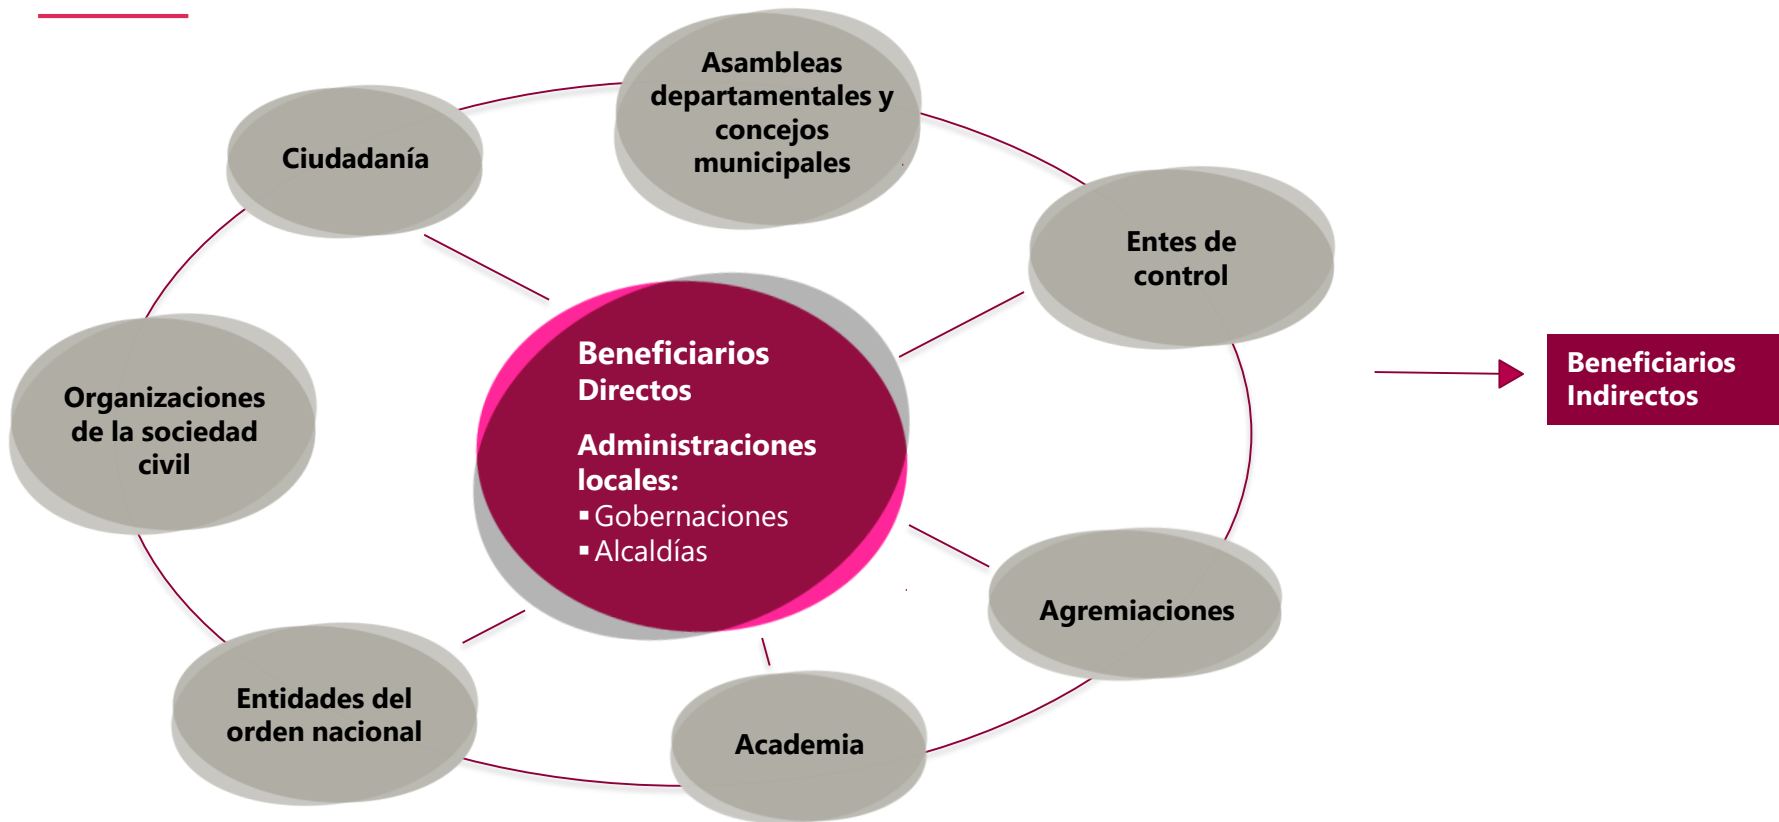 Asambleas
departamentales y
concejos
municipales
Ciudadanía
Entes de
control
Beneficiarios
Directos
Administraciones
locales:
▪ Gobernaciones
▪ Alcaldías
Beneficiarios
Indirectos
Organizaciones
de la sociedad
civil
Agremiaciones
Entidades del
orden nacional
Academia